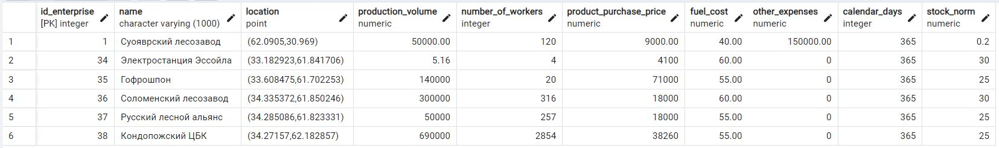 id_enterprise name location production_volume number_of_workers product_purchase_price fuel_cost other_expenses calendar_days stock_norm
[PK] integer character varying (1000) point numeric integer numeric numeric numeric integer numeric
1 1 Суояврский лесозавод (62.0905,30.969) 50000.00 120 9000.00 40.00 150000.00 365 0.2
2 34 Электростанция Эссойла (33.182923,61.841706) 5.16 4 4100 60.00 0 365 30
3 35 Гофрошпон (33.608475,61.702253) 140000 20 71000 55.00 0 365 25
4 36 Соломенский лесозавод (34.335372,61.850246) 300000 316 18000 60.00 0 365 30
5 37 Русский лесной альянс (34.285086,61.823331) 50000 257 18000 55.00 0 365 25
6 38 Кондопожский ЦБК (34.27157,62.182857) 690000 2854 38260 55.00 0 365 25